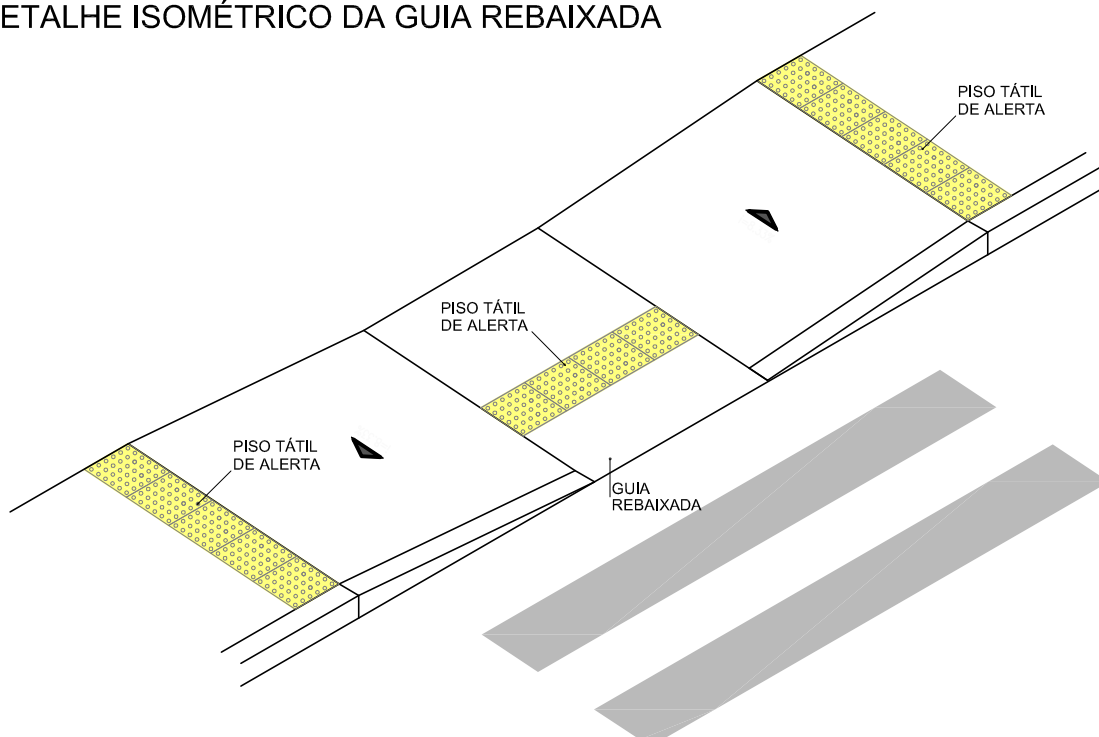 ETALHE ISOMÉTRICO DA GUIA REBAIXADA
PISO TÁTIL
DE ALERTA
PISO TÁTIL
DE ALERTA
PISO TÁTIL
DE ALERTA
GUIA
REBAIXADA